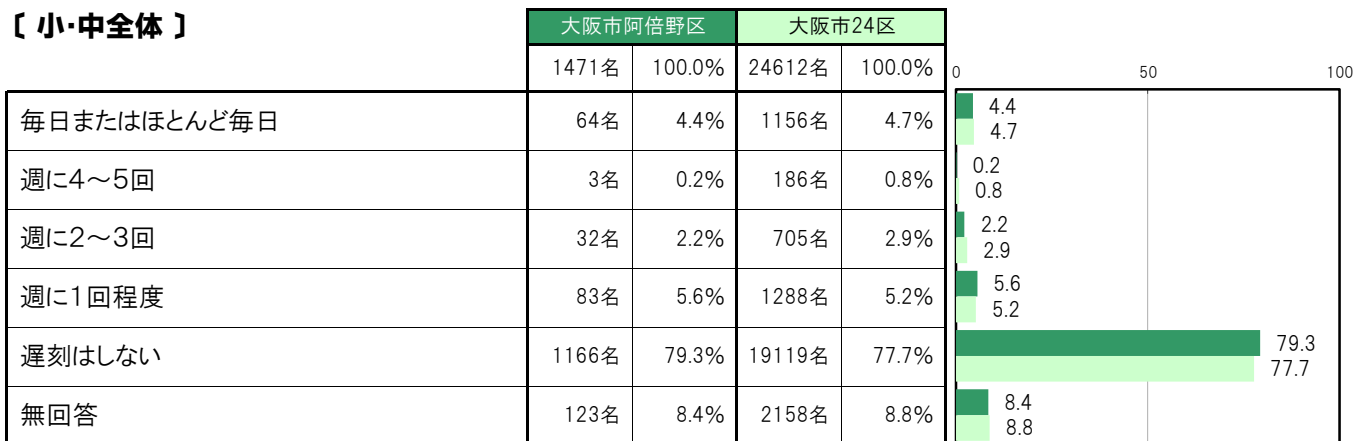 〔 小・中全体 〕
大阪市阿倍野区 大阪市24区
1471名 100.0% 24612名 100.0% 0 50 100
毎日またはほとんど毎日 64名 4.4% 1156名 4.7% 4.4
4.7
週に4～5回 3名 0.2% 186名 0.8% 0.2
0.8
週に2～3回 32名 2.2% 705名 2.9% 2.2
2.9
週に1回程度 83名 5.6% 1288名 5.2% 5.6
5.2
遅刻はしない 1166名 79.3% 19119名 77.7% 79.3
77.7
無回答 123名 8.4% 2158名 8.8% 8.4
8.8